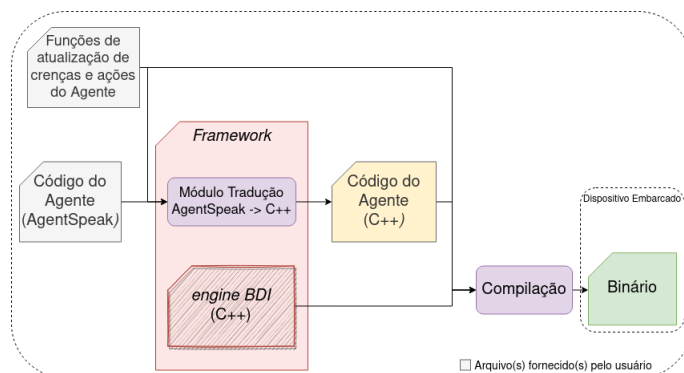 Funções de
atualização de
crenças e ações
do Agente
Framework
Código do
Agente
(AgentSpeak)
Módulo Tradução
AgentSpeak -> C++
Código do
Agente
(C++)
engine BDI
(C++)
Compilação
Dispositivo Embarcado
Binário
Arquivo(s) fornecido(s) pelo usuário